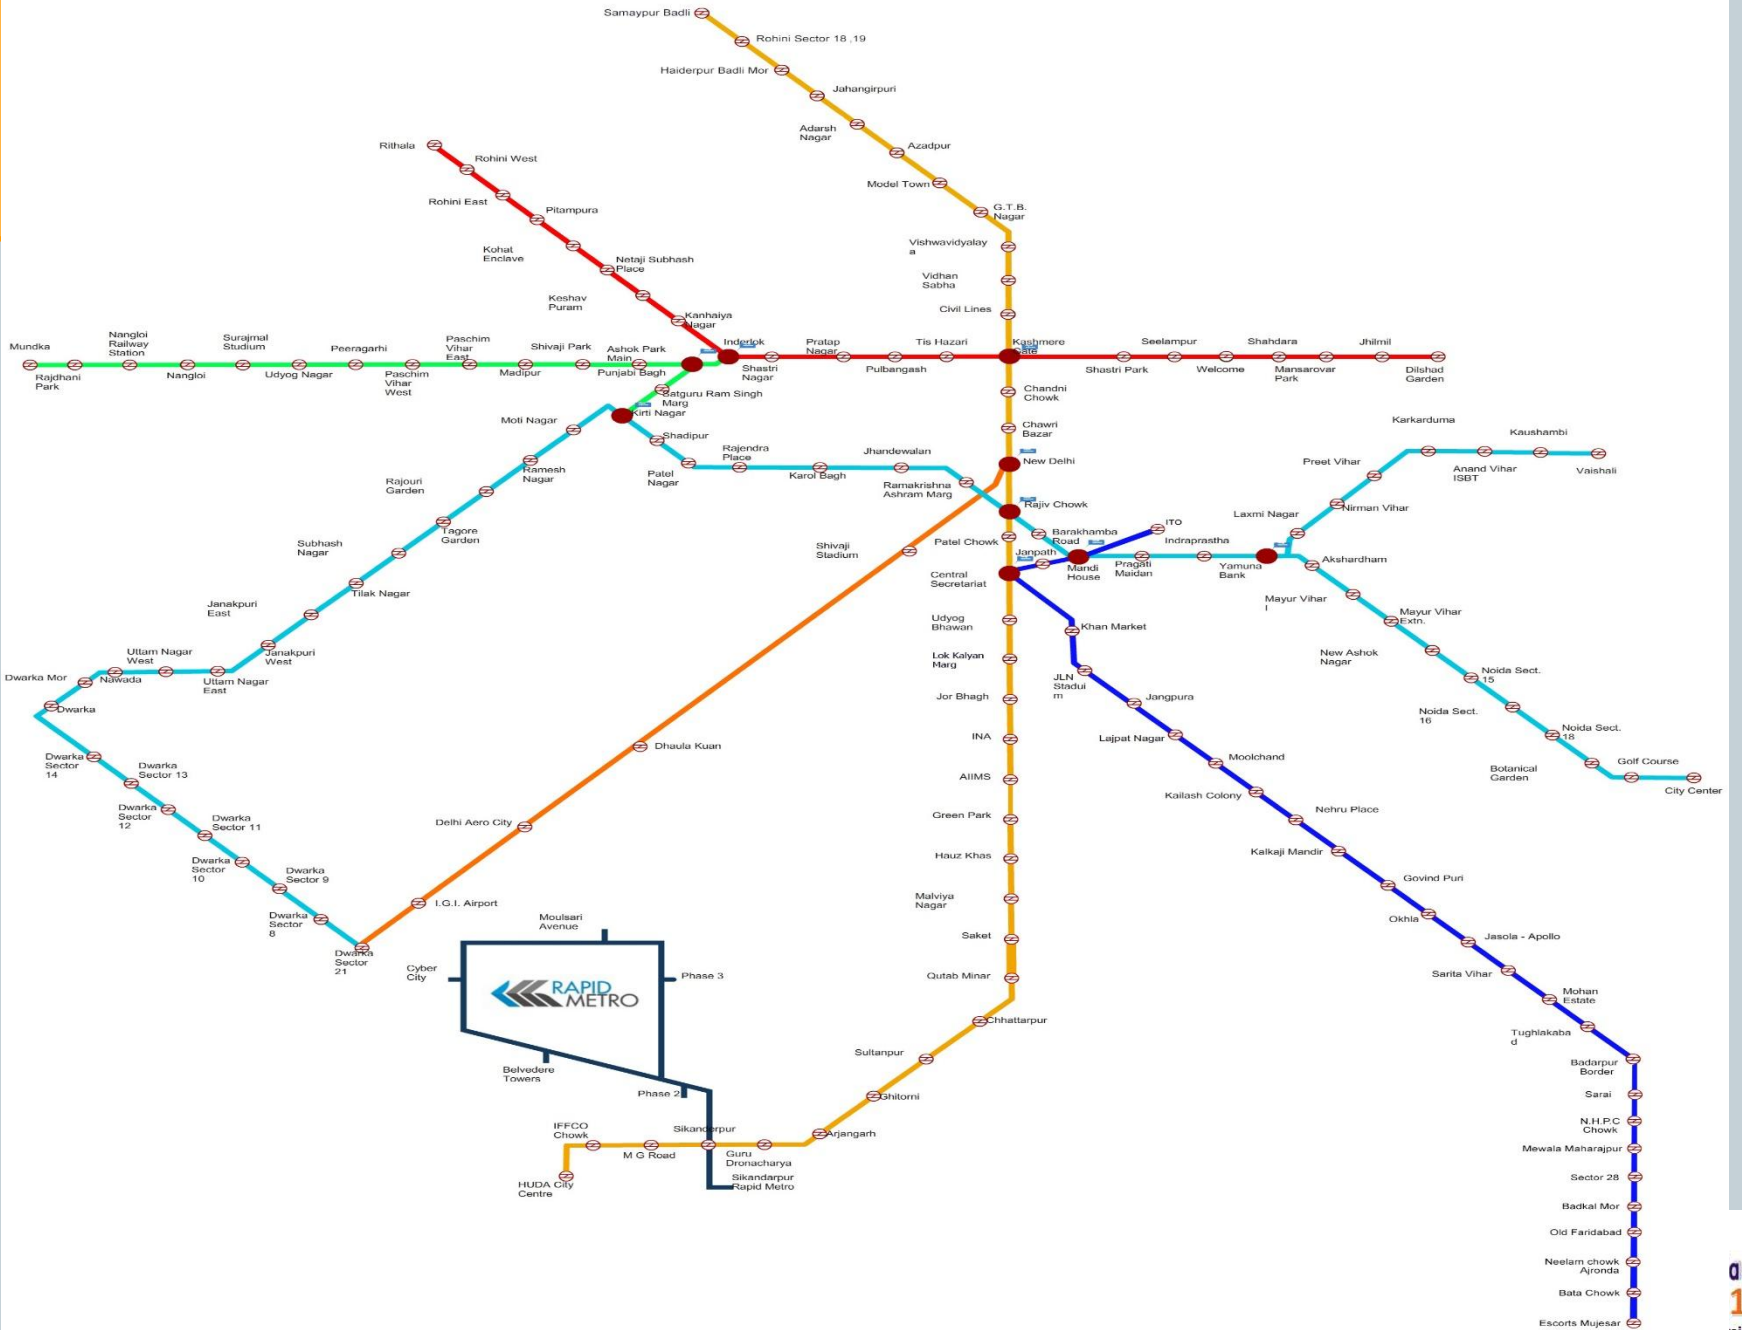 Samaypur Badli
Rohini Sector 18 ,19
Haiderpur Badli Mor
Jahangirpuri
Adarsh
Nagar
Azadpur
Model Town
G.T.B.
Nagar
Vishwavidyalay
a
Vidhan
Sabha
Civil Lines
Kashmere
Gate
Rithala
Rohini West
Rohini East
Pitampura
Kohat
Enclave
Netaji Subhash
Place
Keshav
Puram
Kanhaiya
Nagar
Inderlok
Shastri
Nagar
Pratap
Nagar
Pulbangash
Tis Hazari
Shastri Park
Seelampur
Welcome
Shahdara
Mansarovar
Park
Jhilmil
Dilshad
Garden
Mundka
Rajdhani
Park
Nangloi
Railway
Station
Nangloi
Surajmal
Studium
Udyog Nagar
Peeragarhi
Paschim
Vihar
West
Paschim
Vihar
East
Madipur
Shivaji Park
Punjabi Bagh
Ashok Park
Main
Satguru Ram Singh
Marg
Kirti Nagar
Moti Nagar
Shadipur
Patel
Nagar
Rajendra
Place
Karol Bagh
Jhandewalan
Ramakrishna
Ashram Marg
Chandni
Chowk
Chawri
Bazar
New Delhi
Rajiv Chowk
Patel Chowk
Barakhamba
Road
ITO
Janpath
Mandi
House
Indraprastha
Pragati
Maidan
Yamuna
Bank
Central
Secretariat
Laxmi Nagar
Nirman Vihar
Preet Vihar
Karkarduma
Anand Vihar
ISBT
Kaushambi
Vaishali
Akshardham
Mayur Vihar
I
Mayur Vihar
Extn.
New Ashok
Nagar
Noida Sect.
15
Noida Sect.
16
Noida Sect.
18
Botanical
Garden
Golf Course
City Center
Ramesh
Nagar
Rajouri
Garden
Tagore
Garden
Subhash
Nagar
Tilak Nagar
Janakpuri
East
Janakpuri
West
Uttam Nagar
East
Uttam Nagar
West
Nawada
Dwarka Mor
Dwarka
Dwarka
Sector
14
Dwarka
Sector 13
Dwarka
Sector
12
Dwarka
Sector 11
Dwarka
Sector
10
Dwarka
Sector 9
Dwarka
Sector
8
Dwarka
Sector
21
Shivaji
Stadium
Dhaula Kuan
Delhi Aero City
I.G.I. Airport
Udyog
Bhawan
Lok Kalyan
Marg
Jor Bhagh
INA
AIIMS
Green Park
Hauz Khas
Malviya
Nagar
Saket
Qutab Minar
Chhattarpur
Sultanpur
Ghitorni
Arjangarh
Guru
Dronacharya
Sikanderpur
M G Road
IFFCO
Chowk
HUDA City
Centre
Moulsari
Avenue
Cyber
City
Phase 3
RAPID
METRO
Belvedere
Towers
Phase 2
Sikandarpur
Rapid Metro
Khan Market
JLN
Stadui
m
Jangpura
Lajpat Nagar
Moolchand
Kailash Colony
Nehru Place
Kalkaji Mandir
Govind Puri
Okhla
Jasola - Apollo
Sarita Vihar
Mohan
Estate
Tughlakaba
d
Badarpur
Border
Sarai
N.H.P.C
Chowk
Mewala Maharajpur
Sector 28
Badkal Mor
Old Faridabad
Neelam chowk
Ajronda
Bata Chowk
Escorts Mujesar